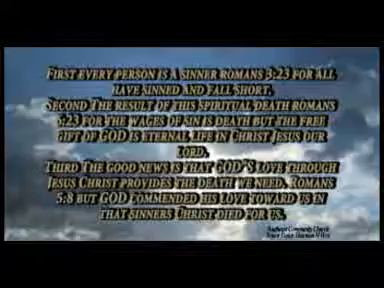 FIRST EVERY PERSON IS A SINNER ROMANS 3:23 FOR ALL
HAVE SINNED AND FALL SHORT.
SECOND THE RESULT OF THIS SPIRITUAL DEATH ROMANS
5:23 FOR THE WAGES OF SIN IS DEATH BUT THE FREE
GIFT OF GOD IS ETERNAL LIFE IN CHRIST JESUS OUR
LORD.
THIRD THE GOOD NEWS IS THAT GOD"S LOVE THROUGH
JESUS CHRIST PROVIDES THE DEATH WE NEED. ROMANS
5:8 BUT GOD COMMENDED HIS LOVE TOWARD US IN
THAT SINNERS CHRIST DIED FOR US.
Community Church
Pastor